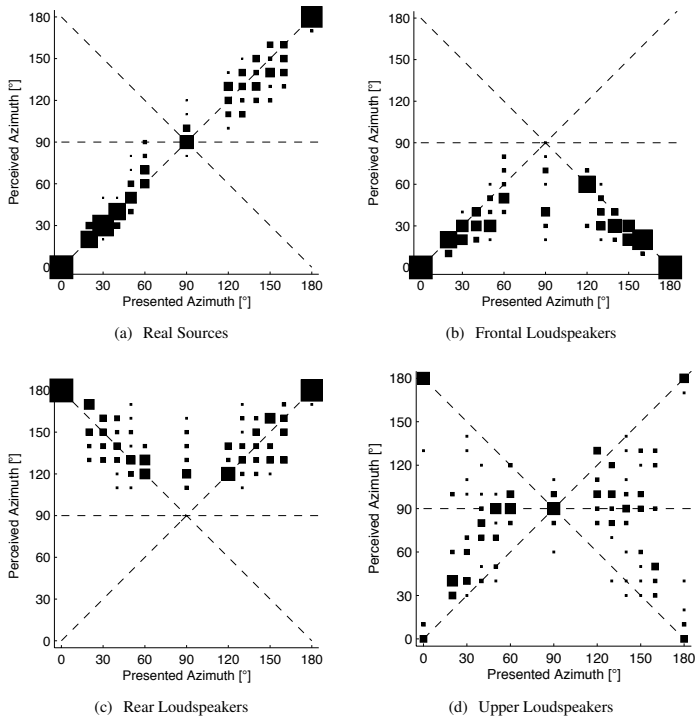 180
150
120
90
60
30
0
Perceived Azimuth [°]
0 30 60 90 120 150 180
Presented Azimuth [°]
(a) Real Sources
180
150
120
90
60
30
0
Perceived Azimuth [°]
0 30 60 90 120 150 180
Presented Azimuth [°]
(b) Frontal Loudspeakers
180
150
120
90
60
30
0
Perceived Azimuth [°]
0 30 60 90 120 150 180
Presented Azimuth [°]
(c) Rear Loudspeakers
180
150
120
90
60
30
0
Perceived Azimuth [°]
0 30 60 90 120 150 180
Presented Azimuth [°]
(d) Upper Loudspeakers